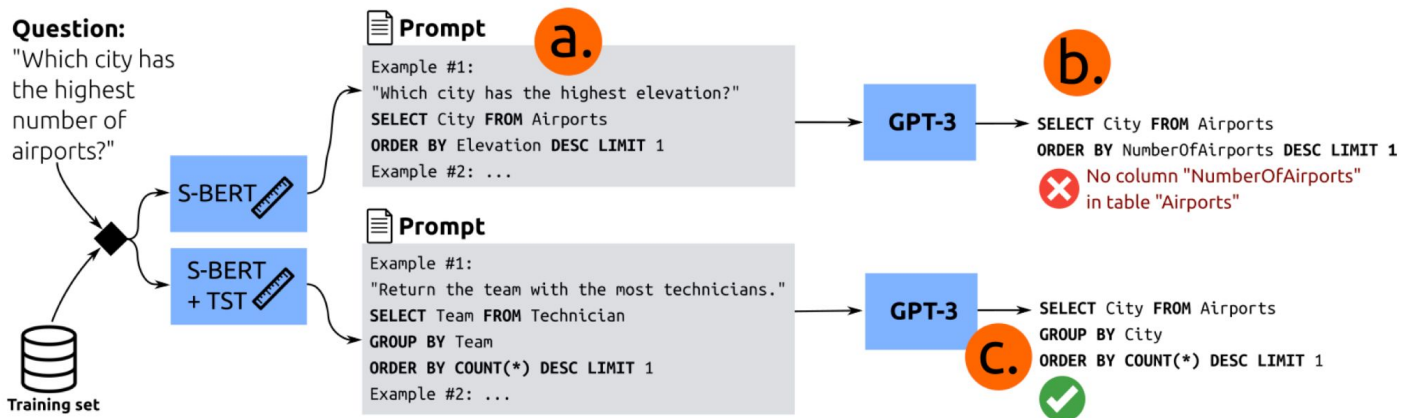 Question:
"Which city has
the highest
number of
airports?"
Training set
S-BERT
S-BERT
+ TST
Prompt
a.
Example #1:
"Which city has the highest elevation?"
SELECT City FROM Airports
ORDER BY Elevation DESC LIMIT 1
Example #2: ...
Prompt
Example #1:
"Return the team with the most technicians."
SELECT Team FROM Technician
GROUP BY Team
ORDER BY COUNT(*) DESC LIMIT 1
Example #2: ...
GPT-3
b.
SELECT City FROM Airports
ORDER BY NumberOfAirports DESC LIMIT 1
No column "NumberOfAirports"
in table "Airports"
GPT-3
c.
SELECT City FROM Airports
GROUP BY City
ORDER BY COUNT(*) DESC LIMIT 1